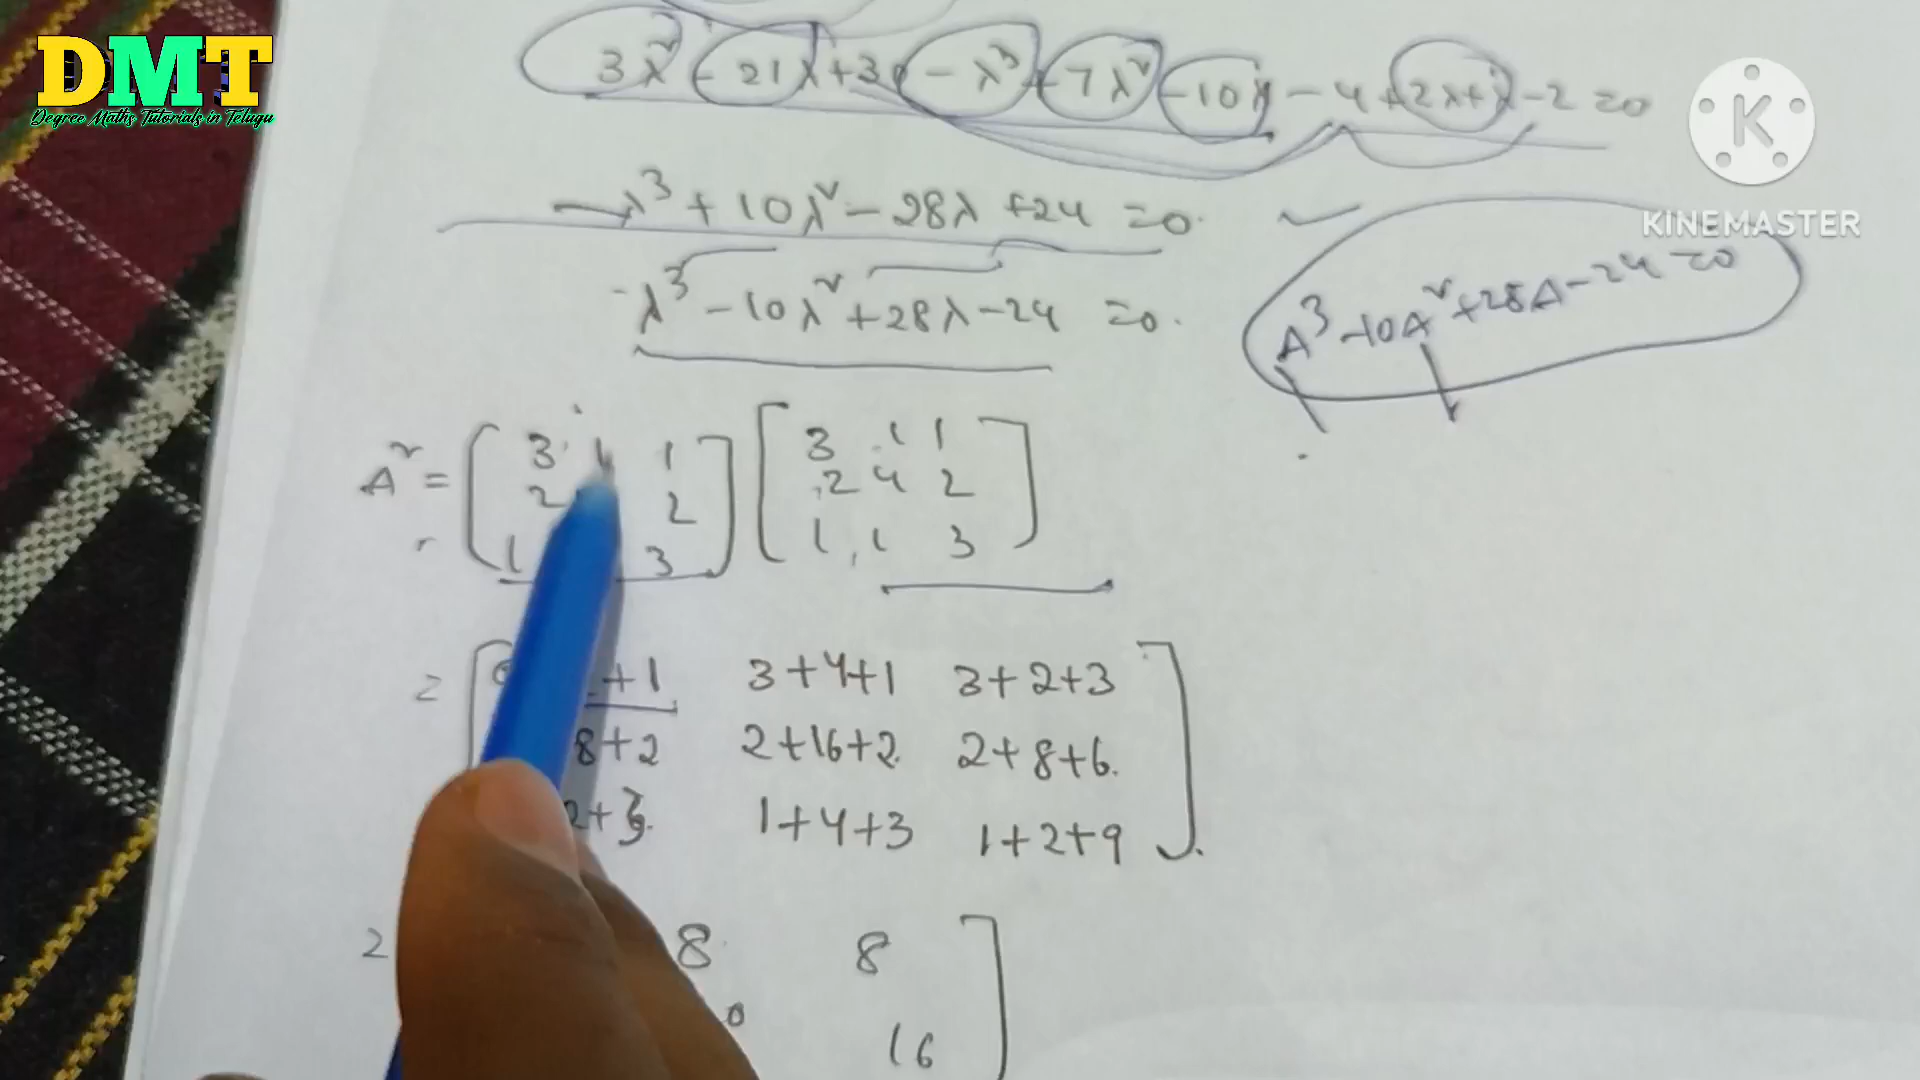 DMT
Degree Maths Tutorials in Telugu
KINEMASTER
3λ² - 21λ + 3 - λ³ + 7λ² - 10λ - 4 + 2λ + λ - 2 = 0
-λ³ + 10λ² - 28λ + 24 = 0.
λ³ - 10λ² + 28λ - 24 = 0.
A³ - 10A² + 28A - 24 = 0
A² = [ 3 1 1 ] [ 3 1 1 ]
2 2 2 4 2
1 3 1 1 3
= +1 3+4+1 3+2+3
8+2 2+16+2. 2+8+6.
2+3. 1+4+3 1+2+9
8 8
16